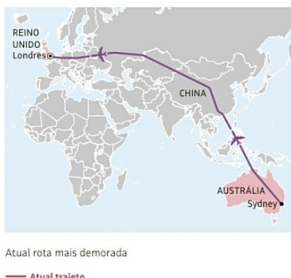 REINO
UNIDO
Londres
CHINA
AUSTRÁLIA
Sydney
Atual rota mais demorada
Atual trajeto